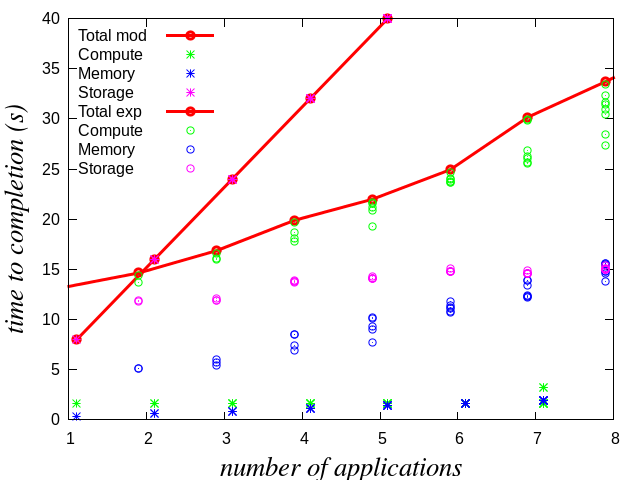 40
35
30
25
20
15
10
5
0
Total mod
Compute
Memory
Storage
Total exp
Compute
Memory
Storage
time to completion (s)
1 2 3 4 5 6 7 8
number of applications